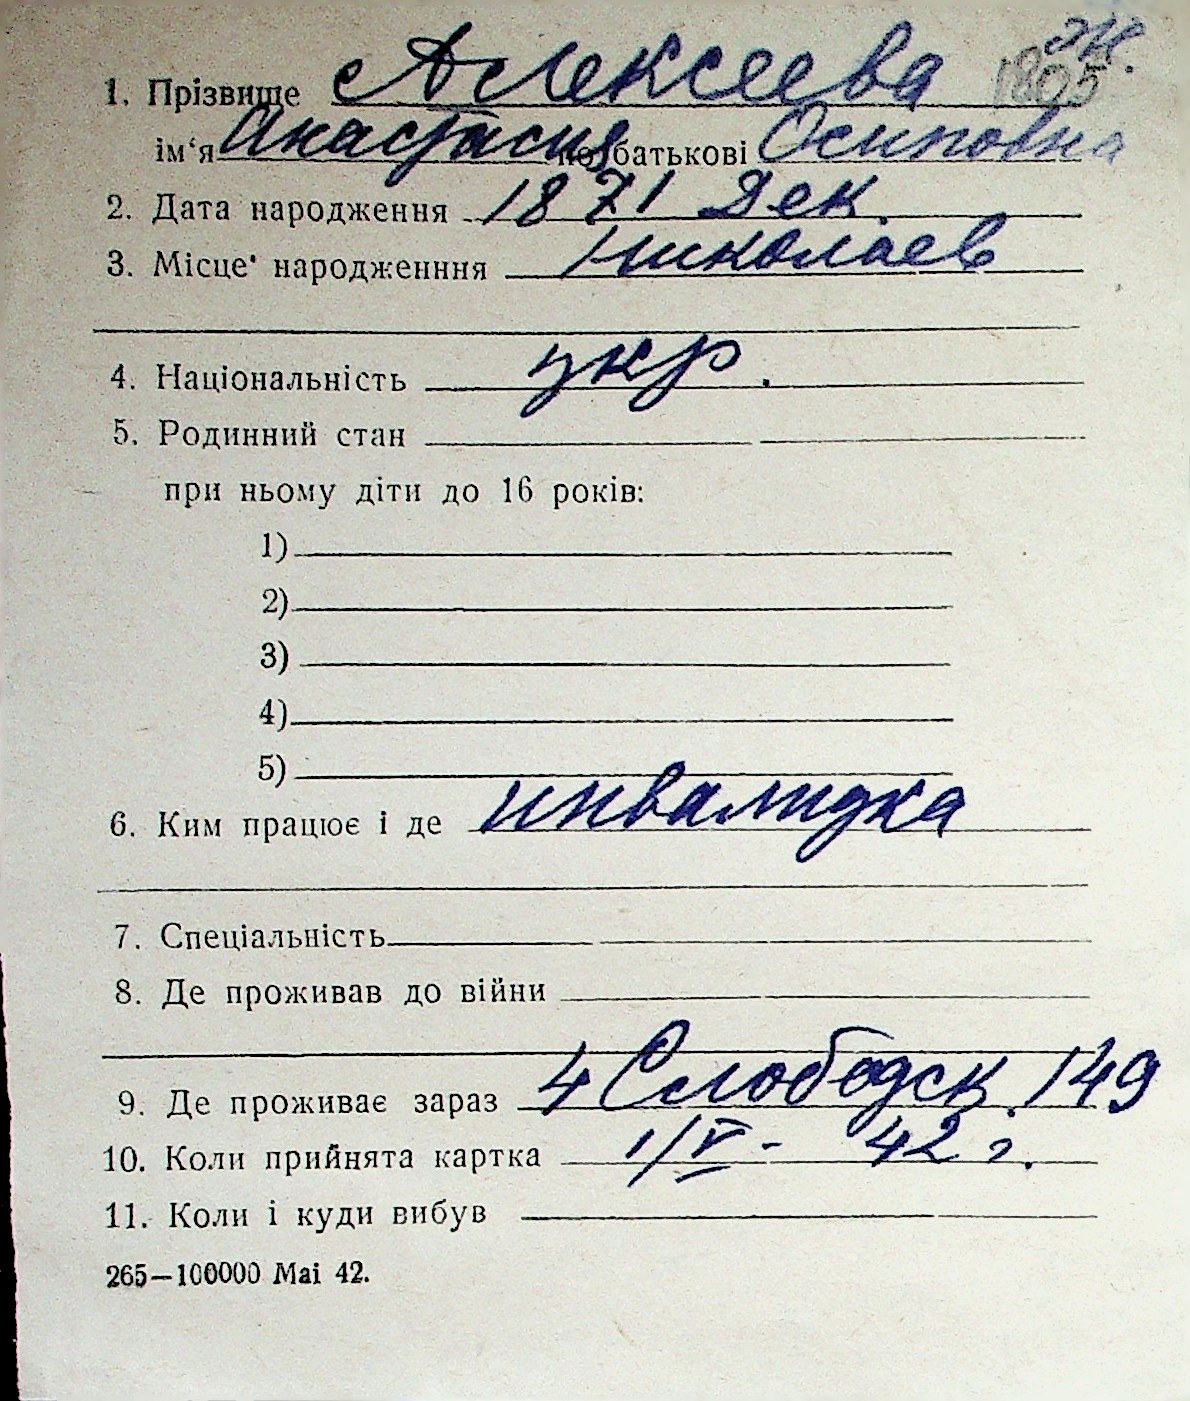 Ж.
1805
1. Прізвище Алексеева
ім‘я Анастасия по батькові Осиповна
2. Дата народження 1871 Дек.
3. Місце народженння Николаев
4. Національність укр.
5. Родинний стан
при ньому діти до 16 років:
1)
2)
3)
4)
5)
6. Ким працює і де инвалидка
7. Спеціальність
8. Де проживав до війни
9. Де проживає зараз 4 Слободск. 149
10. Коли прийнята картка 1/V - 42 г.
11. Коли і куди вибув
265—100000 Mai 42.